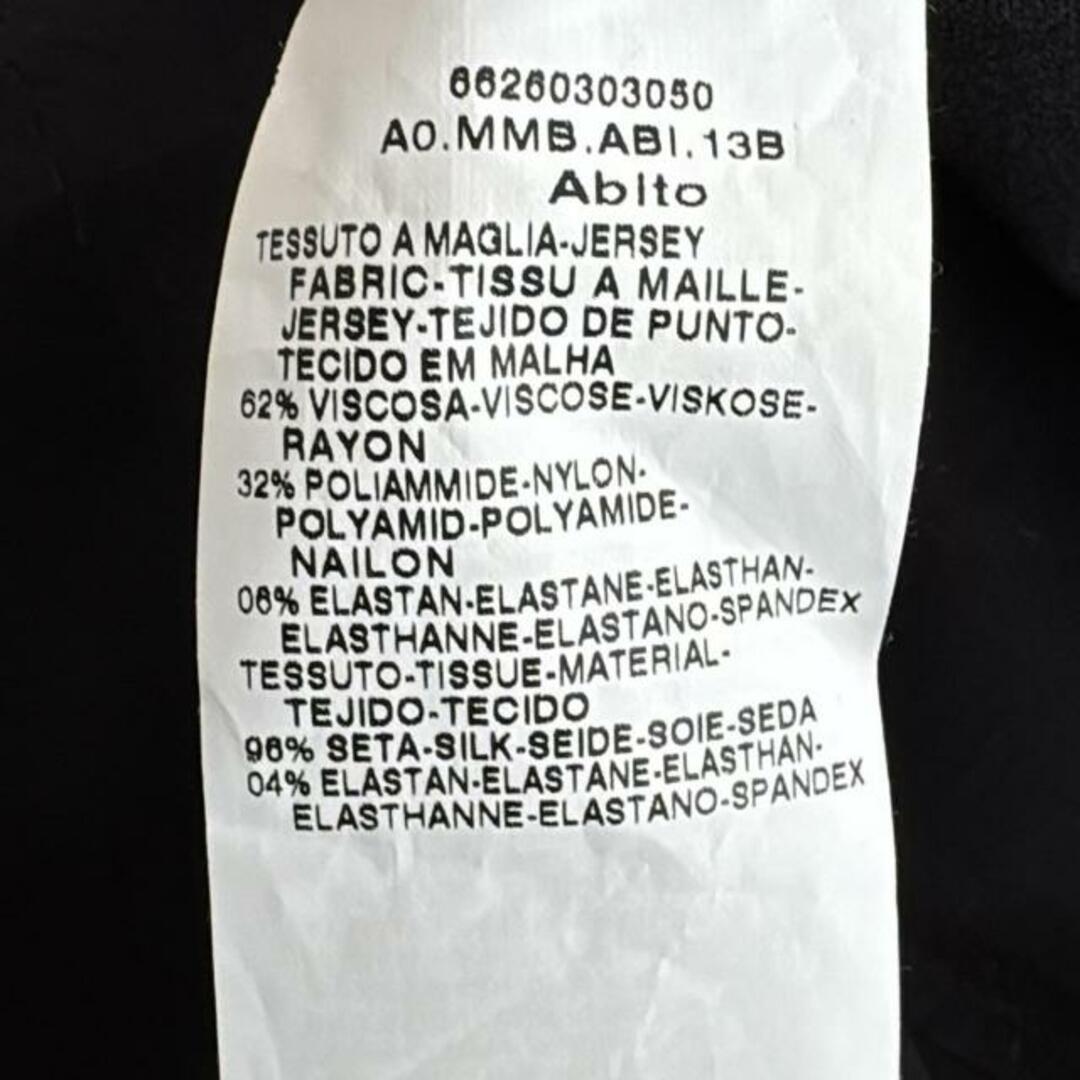 66260303050
A0.MMB.ABI.13B
Abito
TESSUTO A MAGLIA-JERSEY
FABRIC-TISSU A MAILLE-
JERSEY-TEJIDO DE PUNTO-
TECIDO EM MALHA
62% VISCOSA-VISCOSE-VISKOSE-
RAYON
32% POLIAMMIDE-NYLON-
POLYAMID-POLYAMIDE-
NAILON
06% ELASTAN-ELASTANE-ELASTHAN-
ELASTHANNE-ELASTANO-SPANDEX
TESSUTO-TISSUE-MATERIAL-
TEJIDO-TECIDO
96% SETA-SILK-SEIDE-SOIE-SEDA
04% ELASTAN-ELASTANE-ELASTHAN-
ELASTHANNE-ELASTANO-SPANDEX